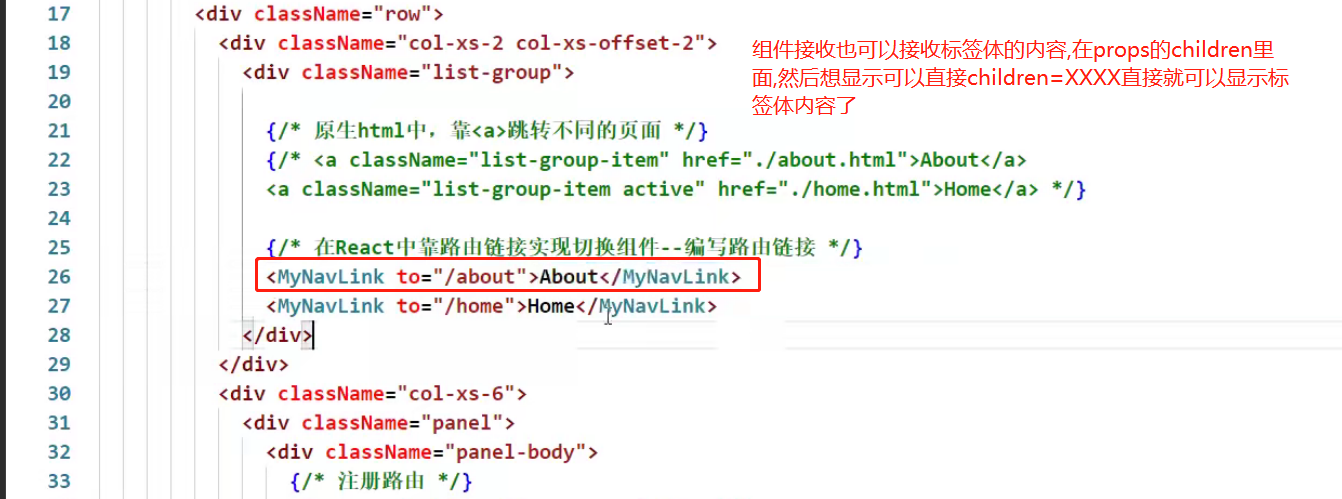 17 <div className="row">
18 <div className="col-xs-2 col-xs-offset-2">
组件接收也可以接收标签体的内容,在props的children里
19 <div className="list-group">
面,然后想显示可以直接children=XXXX直接就可以显示标
20
签体内容了
21 {/* 原生html中，靠<a>跳转不同的页面 */}
22 {/* <a className="list-group-item" href="./about.html">About</a>
23 <a className="list-group-item active" href="./home.html">Home</a> */}
24
25 {/* 在React中靠路由链接实现切换组件--编写路由链接 */}
26 <MyNavLink to="/about">About</MyNavLink>
27 <MyNavLink to="/home">Home</MyNavLink>
28 </div>
29 </div>
30 <div className="col-xs-6">
31 <div className="panel">
32 <div className="panel-body">
33 {/* 注册路由 */}